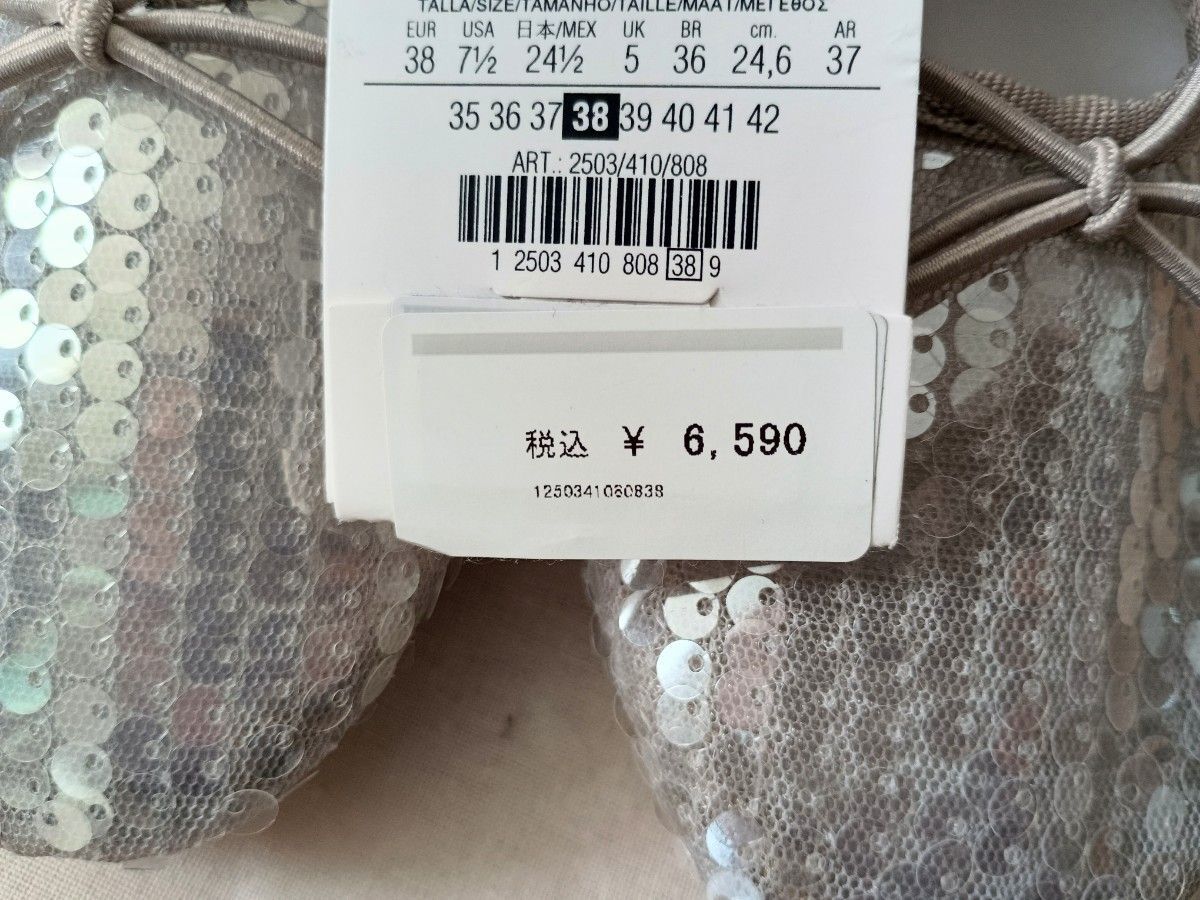 TALLA/SIZE/TAMANHO/TAILLE/MAAT/ΜΕΓΕΘΟΣ
EUR USA 日本/MEX UK BR cm. AR
38 7½ 24½ 5 36 24,6 37
35 36 37 38 39 40 41 42
ART.: 2503/410/808
1 2503 410 808 38 9
税込 ¥ 6,590
1250341080838